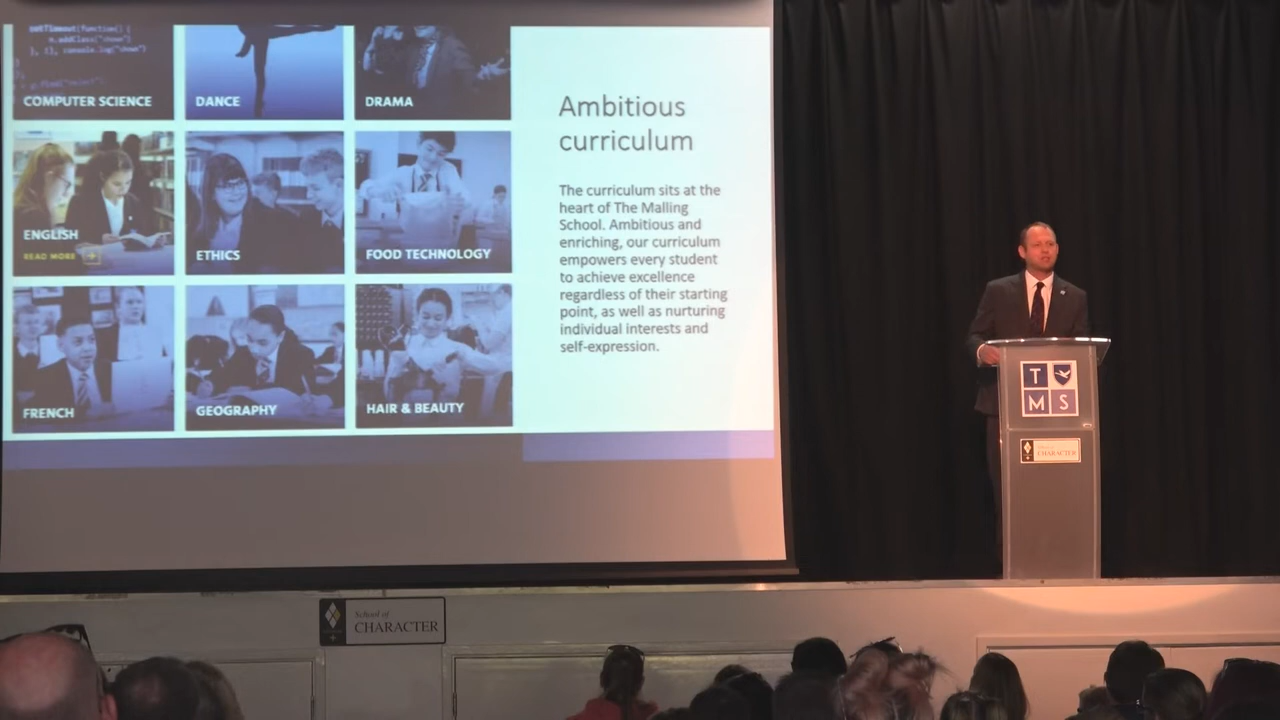 setTimeout(function() {
COMPUTER SCIENCE
DANCE
DRAMA
ENGLISH
READ MORE +
ETHICS
FOOD TECHNOLOGY
FRENCH
GEOGRAPHY
HAIR & BEAUTY
Ambitious
curriculum
The curriculum sits at the
heart of The Malling
School. Ambitious and
enriching, our curriculum
empowers every student
to achieve excellence
regardless of their starting
point, as well as nurturing
individual interests and
self-expression.
T
M S
CHARACTER
School of
CHARACTER